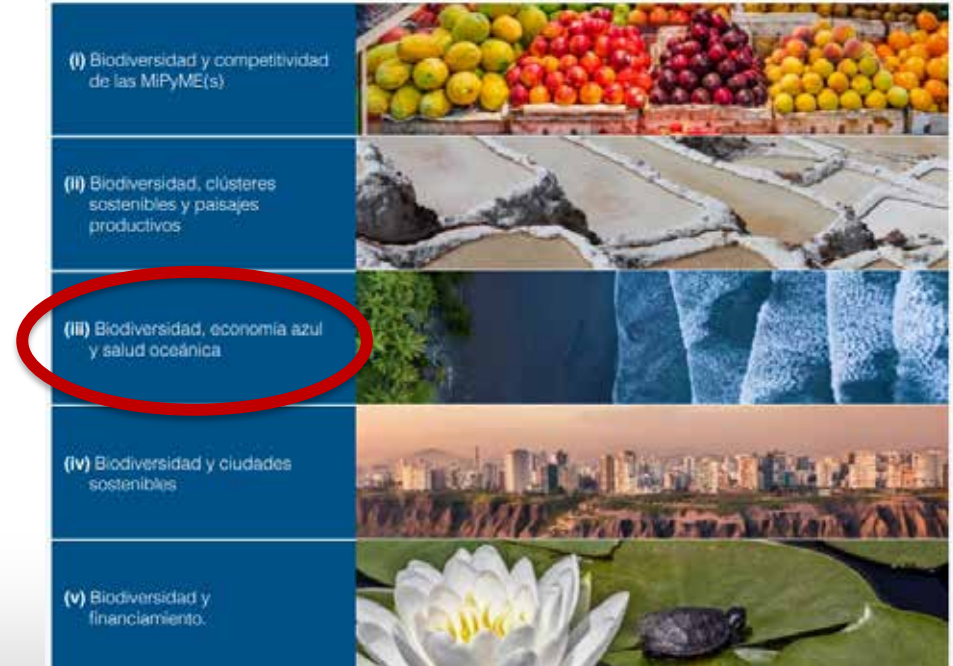 (i) Biodiversidad y competitividad
de las MiPyME(s)
(ii) Biodiversidad, clústeres
sostenibles y paisajes
productivos
(iii) Biodiversidad, economía azul
y salud oceánica
(iv) Biodiversidad y ciudades
sostenibles
(v) Biodiversidad y
financiamiento.